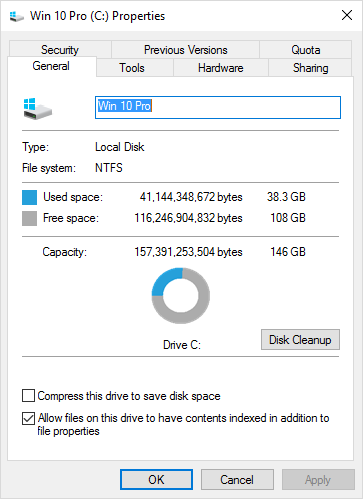 Win 10 Pro (C:) Properties
Security Previous Versions Quota
General Tools Hardware Sharing
Win 10 Pro
Type: Local Disk
File system: NTFS
Used space: 41,144,348,672 bytes 38.3 GB
Free space: 116,246,904,832 bytes 108 GB
Capacity: 157,391,253,504 bytes 146 GB
Drive C: Disk Cleanup
Compress this drive to save disk space
Allow files on this drive to have contents indexed in addition to
file properties
OK Cancel Apply